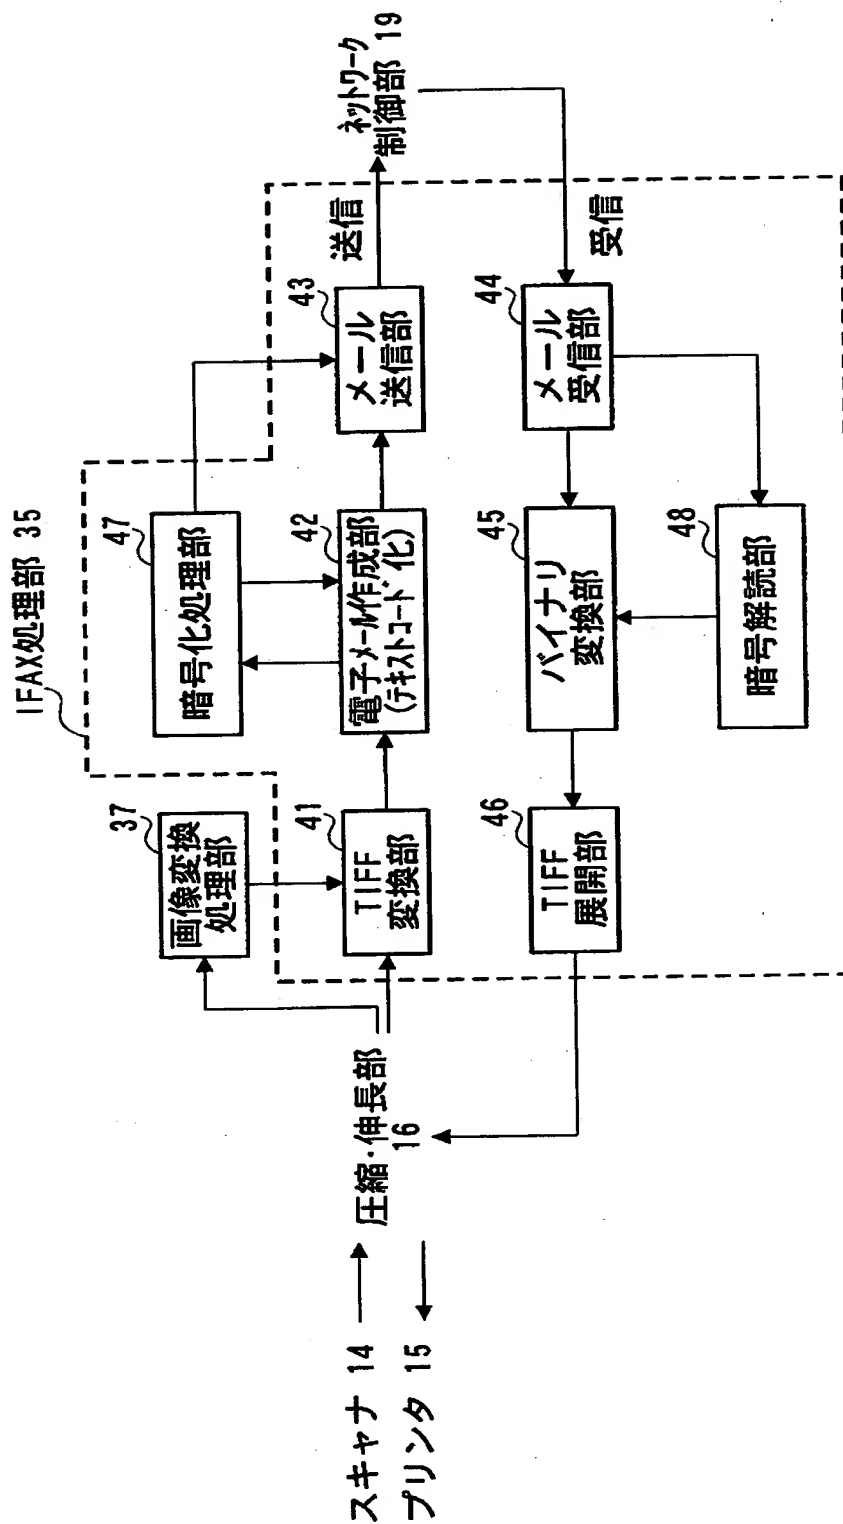 IFAX処理部 35
47
暗号化処理部
37
画像変換
処理部
43
メール
送信部
送信
ネットワーク
制御部 19
42
電子メール作成部
(テキストコード化)
41
TIFF
変換部
スキャナ 14
プリンタ 15
圧縮・伸長部
16
46
TIFF
展開部
45
バイナリ
変換部
44
メール
受信部
受信
48
暗号解読部